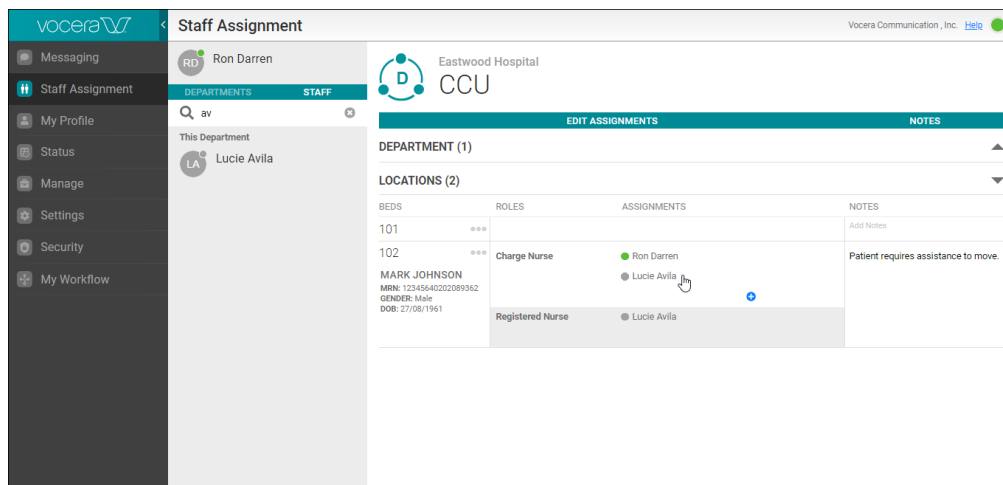 vocera
Staff Assignment
Vocera Communication , Inc. Help
Messaging
Staff Assignment
My Profile
Status
Manage
Settings
Security
My Workflow
RD Ron Darren
DEPARTMENTS STAFF
av
This Department
LA Lucie Avila
D
Eastwood Hospital
CCU
EDIT ASSIGNMENTS NOTES
DEPARTMENT (1)
LOCATIONS (2)
BEDS ROLES ASSIGNMENTS NOTES
101 Add Notes
102 Charge Nurse Ron Darren Patient requires assistance to move.
MARK JOHNSON Lucie Avila
MRN: 12345640202089362
GENDER: Male
DOB: 27/08/1961
Registered Nurse Lucie Avila